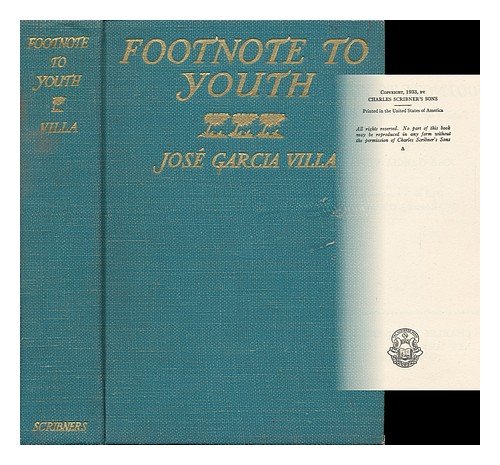 FOOTNOTE
TO
YOUTH
VILLA
SCRIBNERS
FOOTNOTE TO
YOUTH
JOSÉ GARCIA VILLA
COPYRIGHT, 1933, BY
CHARLES SCRIBNER'S SONS
Printed in the United States of America
All rights reserved. No part of this book
may be reproduced in any form without
the permission of Charles Scribner's Sons
A